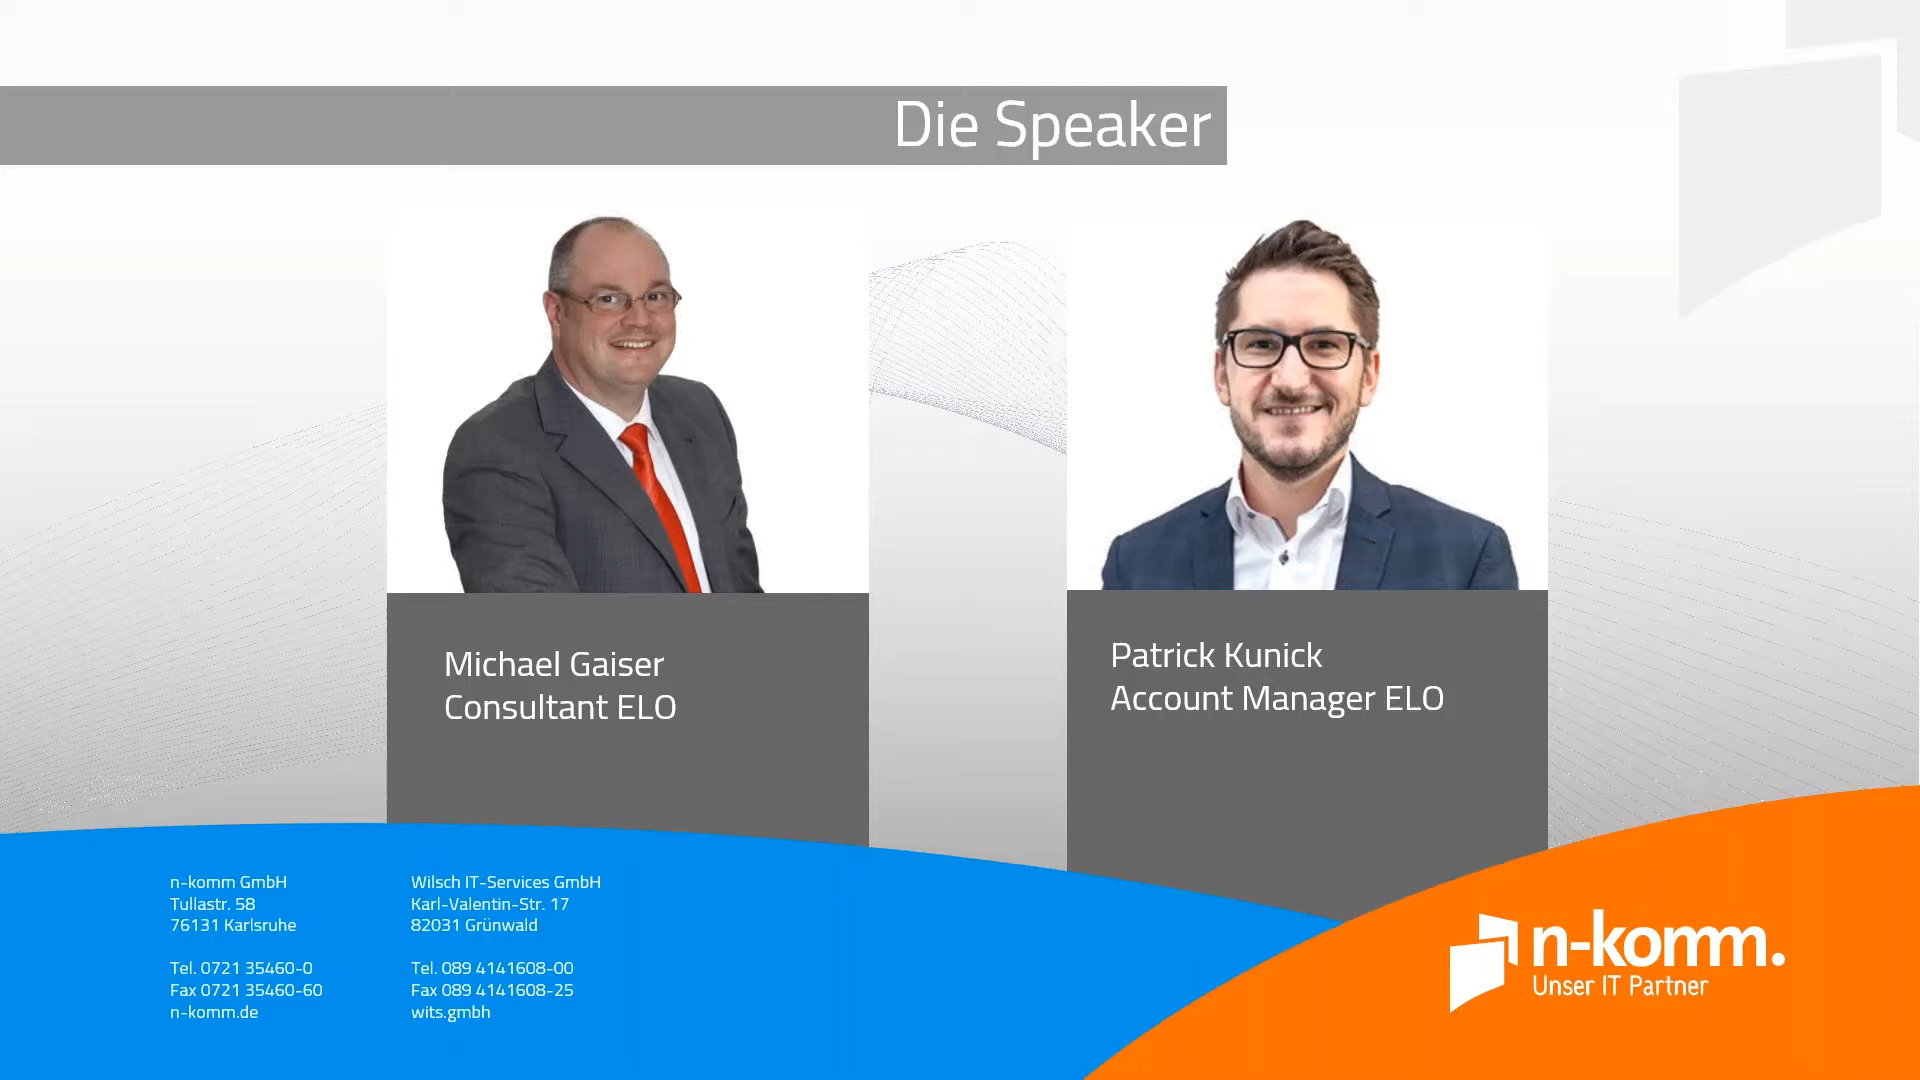 Die Speaker
Michael Gaiser
Consultant ELO
Patrick Kunick
Account Manager ELO
n-komm GmbH
Tullastr. 58
76131 Karlsruhe
Tel. 0721 35460-0
Fax 0721 35460-60
n-komm.de
Wilsch IT-Services GmbH
Karl-Valentin-Str. 17
82031 Grünwald
Tel. 089 4141608-00
Fax 089 4141608-25
wits.gmbh
n-komm.
Unser IT Partner